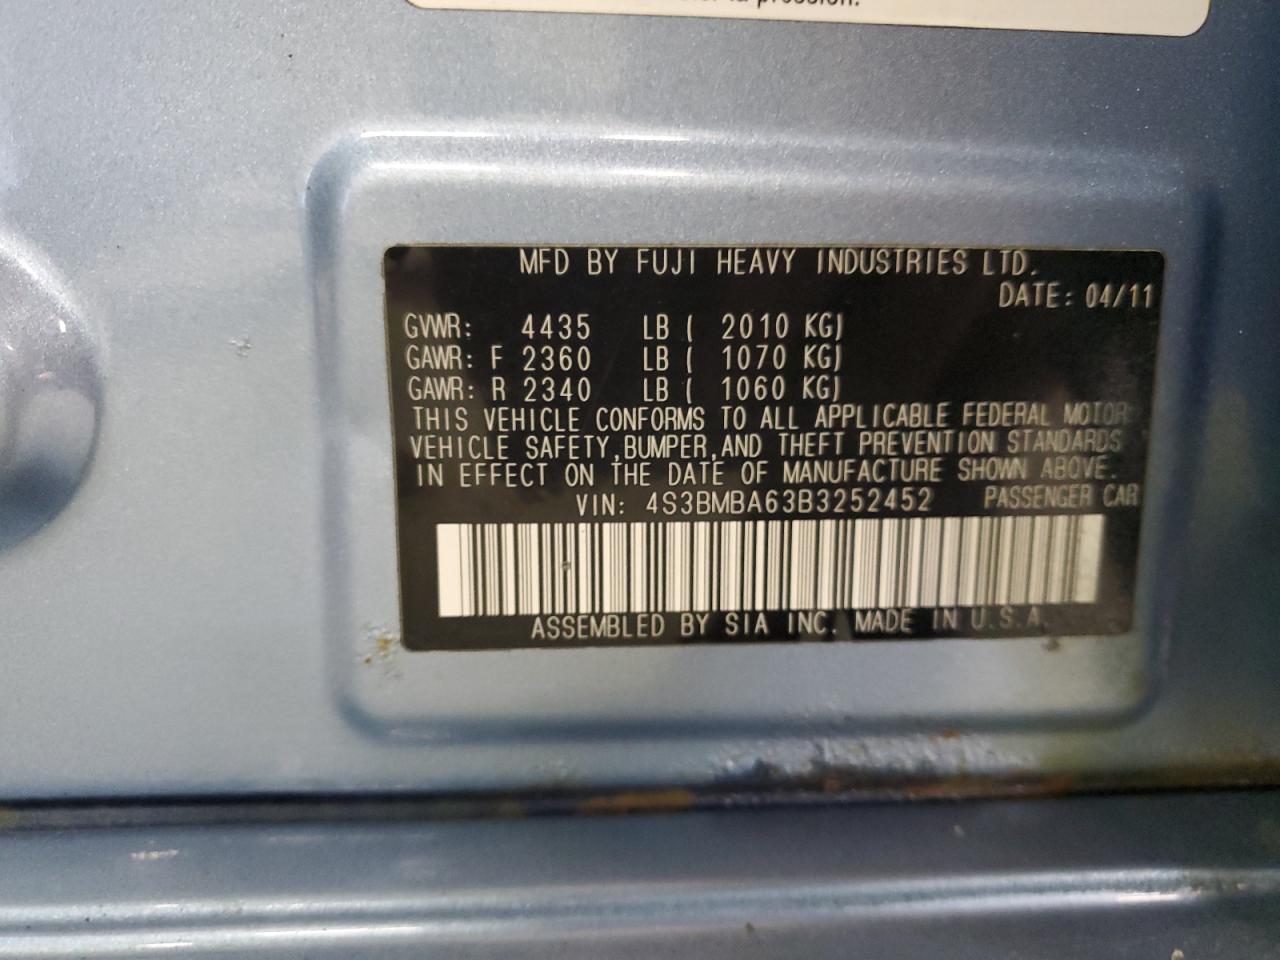 la pression.
MFD BY FUJI HEAVY INDUSTRIES LTD.
DATE: 04/11
GVWR: 4435 LB ( 2010 KG)
GAWR: F 2360 LB ( 1070 KG)
GAWR: R 2340 LB ( 1060 KG)
THIS VEHICLE CONFORMS TO ALL APPLICABLE FEDERAL MOTOR
VEHICLE SAFETY,BUMPER,AND THEFT PREVENTION STANDARDS
IN EFFECT ON THE DATE OF MANUFACTURE SHOWN ABOVE.
VIN: 4S3BMBA63B3252452 PASSENGER CAR
ASSEMBLED BY SIA INC. MADE IN U.S.A.